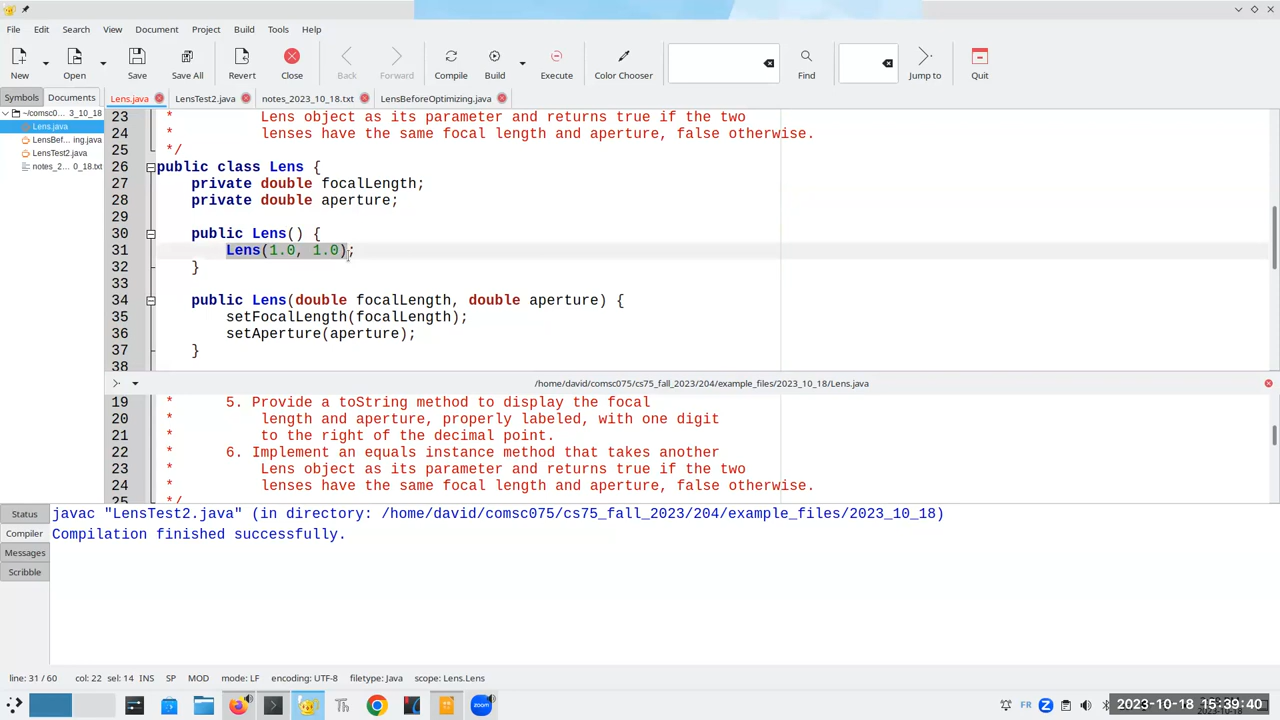 File Edit Search View Document Project Build Tools Help
New Open Save Save All Revert Close Back Forward Compile Build Execute Color Chooser Find Jump to Quit
Symbols Documents
Lens.java LensTest2.java notes_2023_10_18.txt LensBeforeOptimizing.java
~/comsc0... 3_10_18
Lens.java
LensBef... ing.java
LensTest2.java
notes_2... 0_18.txt
23 * Lens object as its parameter and returns true if the two
24 * lenses have the same focal length and aperture, false otherwise.
25 */
26 public class Lens {
27 private double focalLength;
28 private double aperture;
29
30 public Lens() {
31 Lens(1.0, 1.0);
32 }
33
34 public Lens(double focalLength, double aperture) {
35 setFocalLength(focalLength);
36 setAperture(aperture);
37 }
38
/home/david/comsc075/cs75_fall_2023/204/example_files/2023_10_18/Lens.java
19 * 5. Provide a toString method to display the focal
20 * length and aperture, properly labeled, with one digit
21 * to the right of the decimal point.
22 * 6. Implement an equals instance method that takes another
23 * Lens object as its parameter and returns true if the two
24 * lenses have the same focal length and aperture, false otherwise.
25 */
Status
Compiler
Messages
Scribble
javac "LensTest2.java" (in directory: /home/david/comsc075/cs75_fall_2023/204/example_files/2023_10_18)
Compilation finished successfully.
line: 31 / 60 col: 22 sel: 14 INS SP MOD mode: LF encoding: UTF-8 filetype: Java scope: Lens.Lens
Th zoom FR 2023-10-18 15:39:40